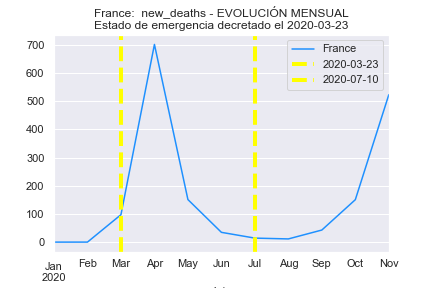 France:  new_deaths - EVOLUCIÓN MENSUAL
Estado de emergencia decretado el 2020-03-23
France
2020-03-23
2020-07-10
700
600
500
400
300
200
100
0
Jan Feb Mar Apr May Jun Jul Aug Sep Oct Nov
2020